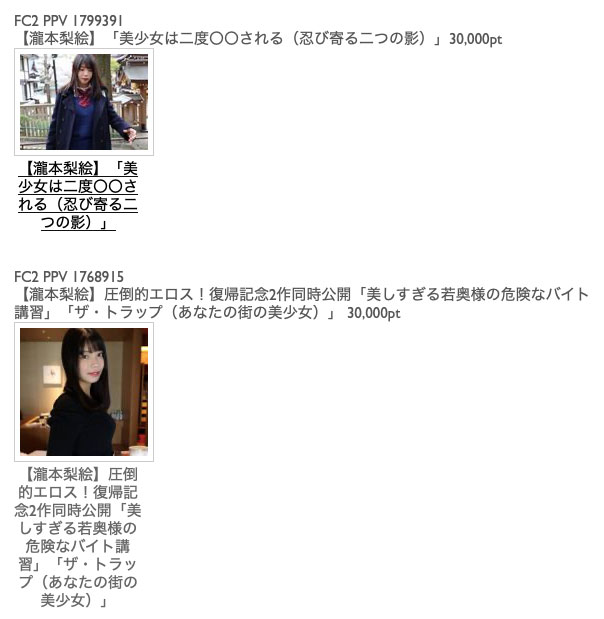 FC2 PPV 1799391
【瀧本梨絵】「美少女は二度〇〇される（忍び寄る二つの影）」30,000pt
【瀧本梨絵】「美
少女は二度〇〇さ
れる（忍び寄る二
つの影）」
FC2 PPV 1768915
【瀧本梨絵】圧倒的エロス！復帰記念2作同時公開「美しすぎる若奥様の危険なバイト
講習」「ザ・トラップ（あなたの街の美少女）」 30,000pt
【瀧本梨絵】圧倒
的エロス！復帰記
念2作同時公開「美
しすぎる若奥様の
危険なバイト講
習」「ザ・トラッ
プ（あなたの街の
美少女）」